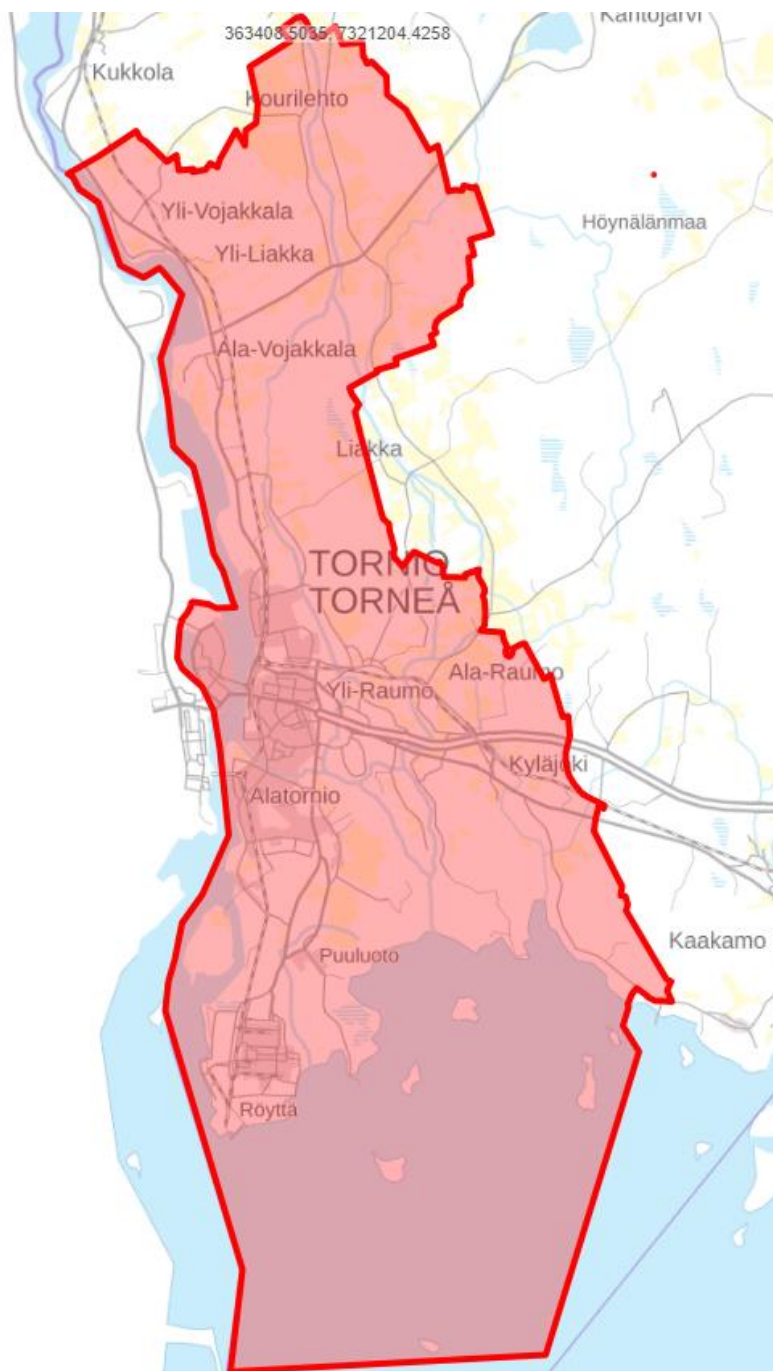 Kantojärvi
363408.5035, 7321204.4258
Kukkola
Kourilehto
Yli-Vojakkala
Höynälänmaa
Yli-Liakka
Ala-Vojakkala
Liakka
TORNIO
TORNEÅ
Ala-Raumo
Yli-Raumo
Kyläjoki
Alatornio
Kaakamo
Puuluoto
Röyttä